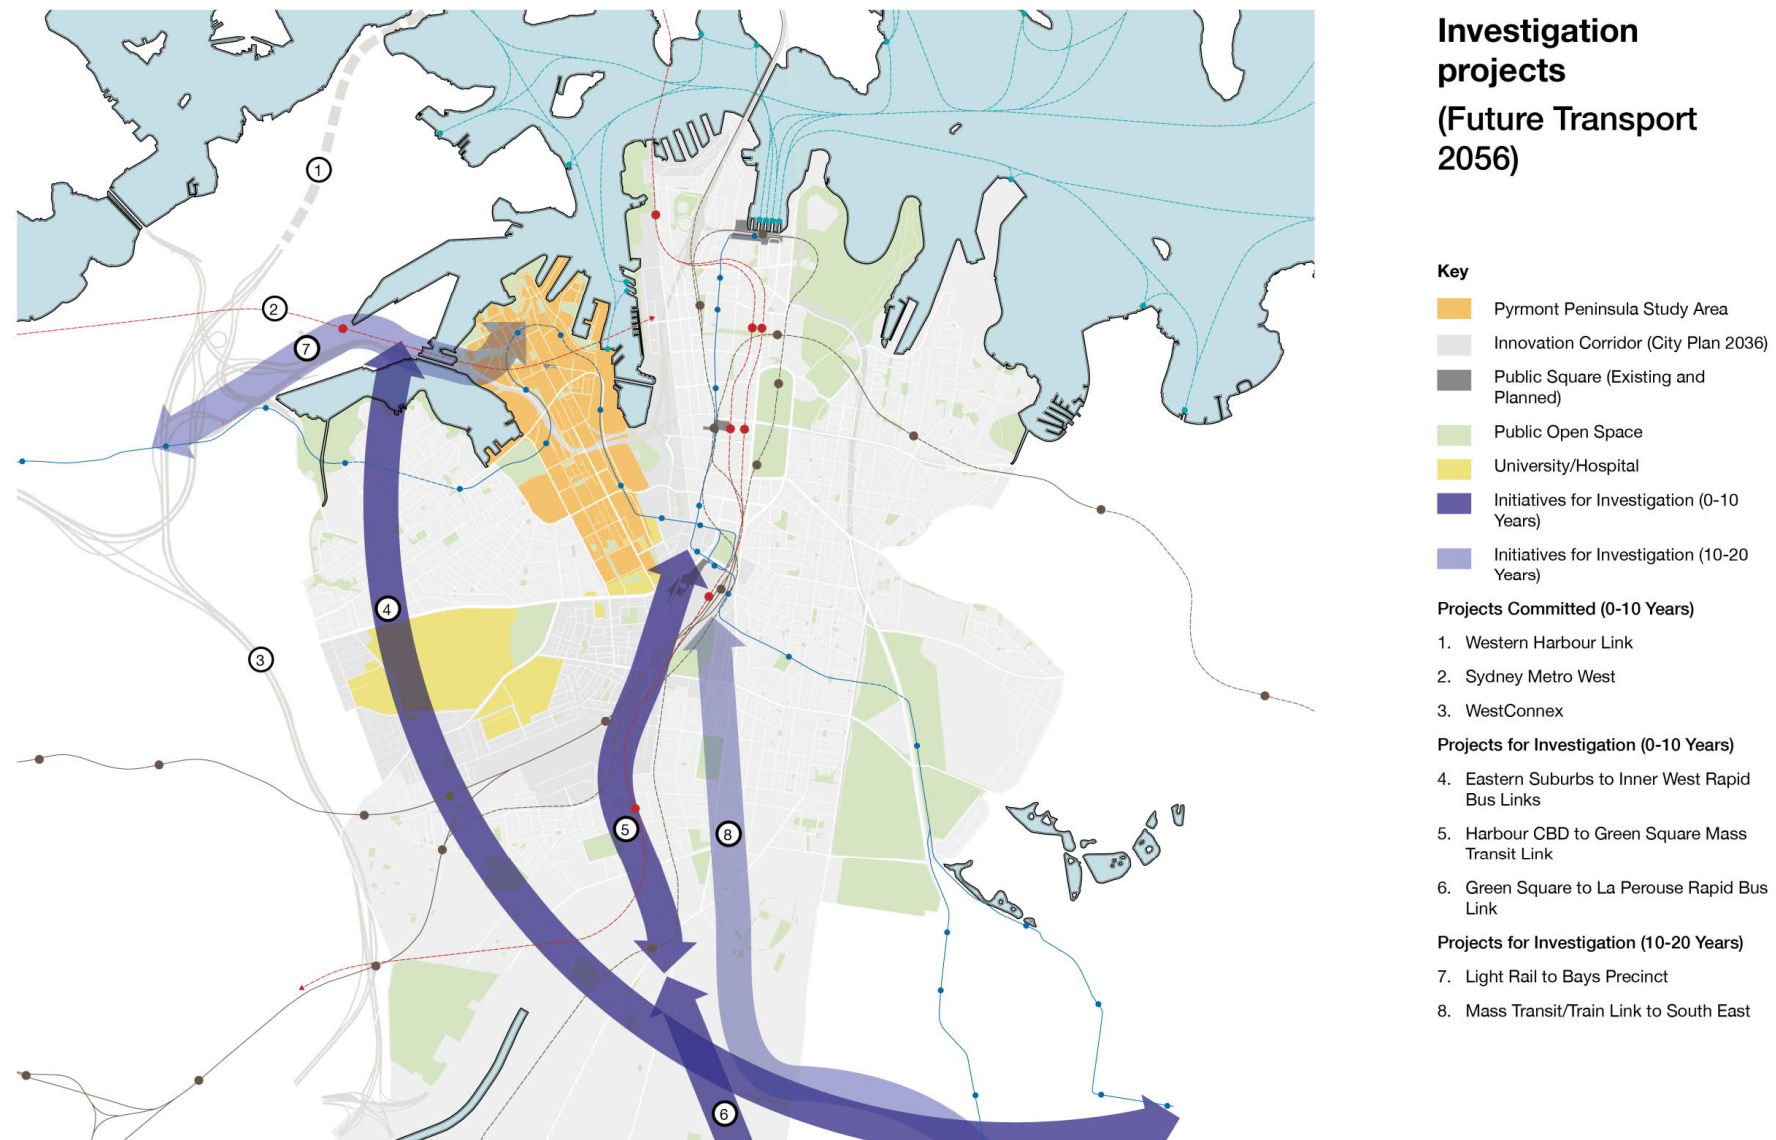 Investigation
projects
(Future Transport
2056)
Key
Pyrmont Peninsula Study Area
Innovation Corridor (City Plan 2036)
Public Square (Existing and
Planned)
Public Open Space
University/Hospital
Initiatives for Investigation (0-10
Years)
Initiatives for Investigation (10-20
Years)
Projects Committed (0-10 Years)
1. Western Harbour Link
2. Sydney Metro West
3. WestConnex
Projects for Investigation (0-10 Years)
4. Eastern Suburbs to Inner West Rapid
Bus Links
5. Harbour CBD to Green Square Mass
Transit Link
6. Green Square to La Perouse Rapid Bus
Link
Projects for Investigation (10-20 Years)
7. Light Rail to Bays Precinct
8. Mass Transit/Train Link to South East
1
2
7
4
3
5
8
6